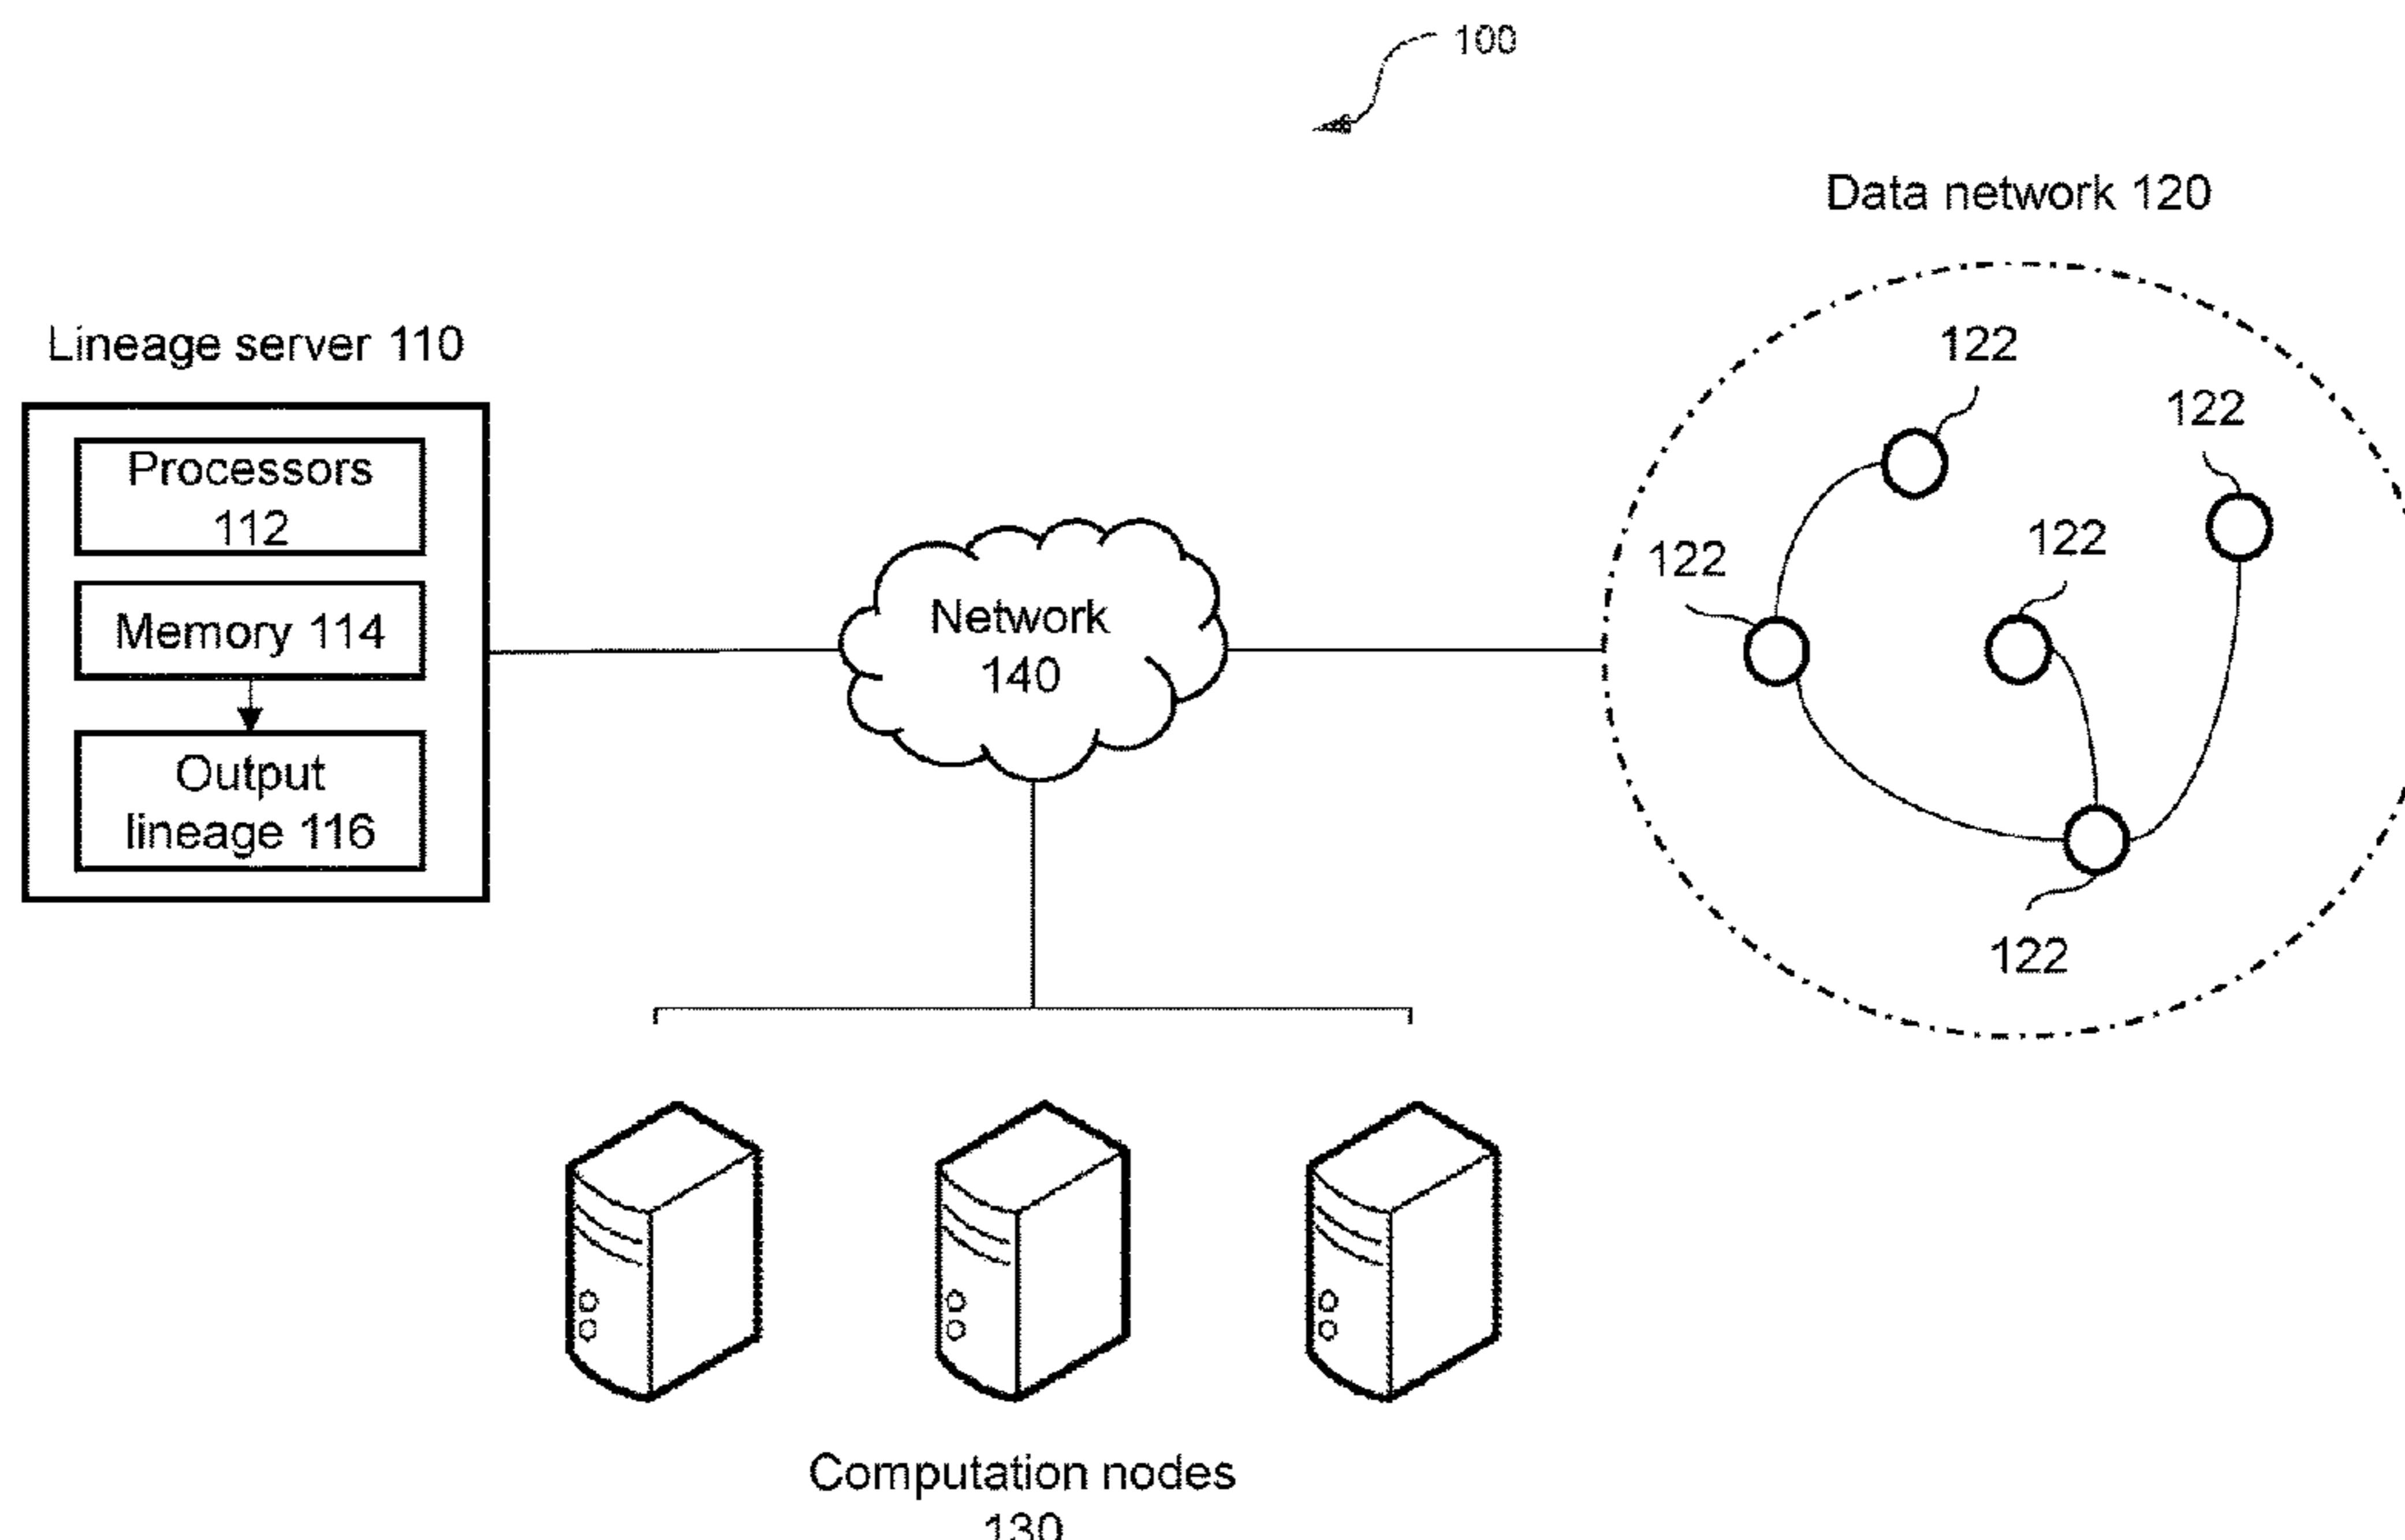 100
Data network 120
Lineage server 110
122
122
Processors
112
122
122
Network
140
Memory 114
Output
lineage 116
122
Computation nodes
130